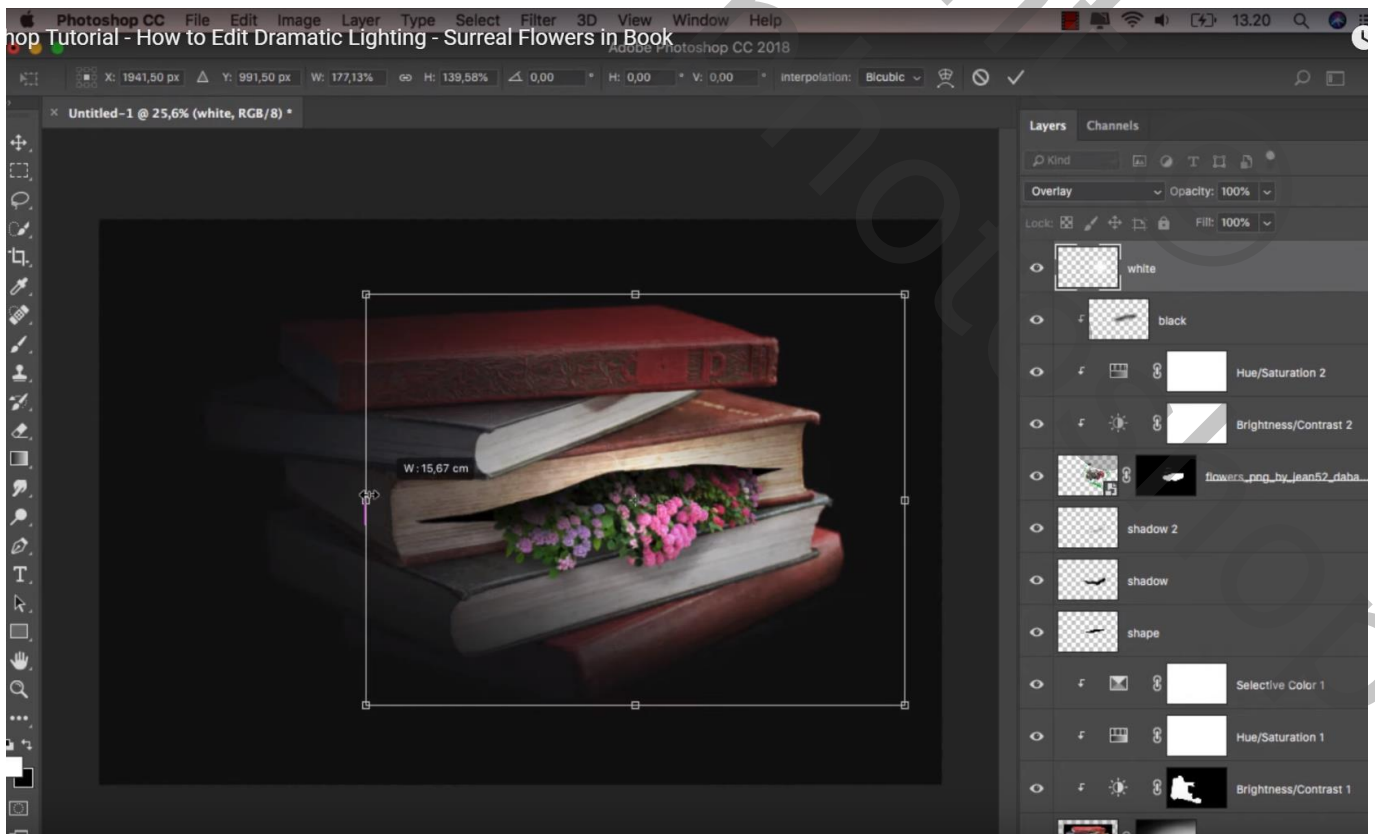 Photoshop CC File Edit Image Layer Type Select Filter 3D View Window Help 13.20
hop Tutorial - How to Edit Dramatic Lighting - Surreal Flowers in Book
Adobe Photoshop CC 2018
X: 1941,50 px Y: 991,50 px W: 177,13% H: 139,58% 0,00 ° H: 0,00 ° V: 0,00 ° Interpolation: Bicubic
× Untitled-1 @ 25,6% (white, RGB/8) *
Layers Channels
Kind
Overlay Opacity: 100%
Lock: Fill: 100%
white
black
Hue/Saturation 2
Brightness/Contrast 2
W: 15,67 cm
flowers_png_by_jean52_daba...
shadow 2
shadow
shape
Selective Color 1
Hue/Saturation 1
Brightness/Contrast 1